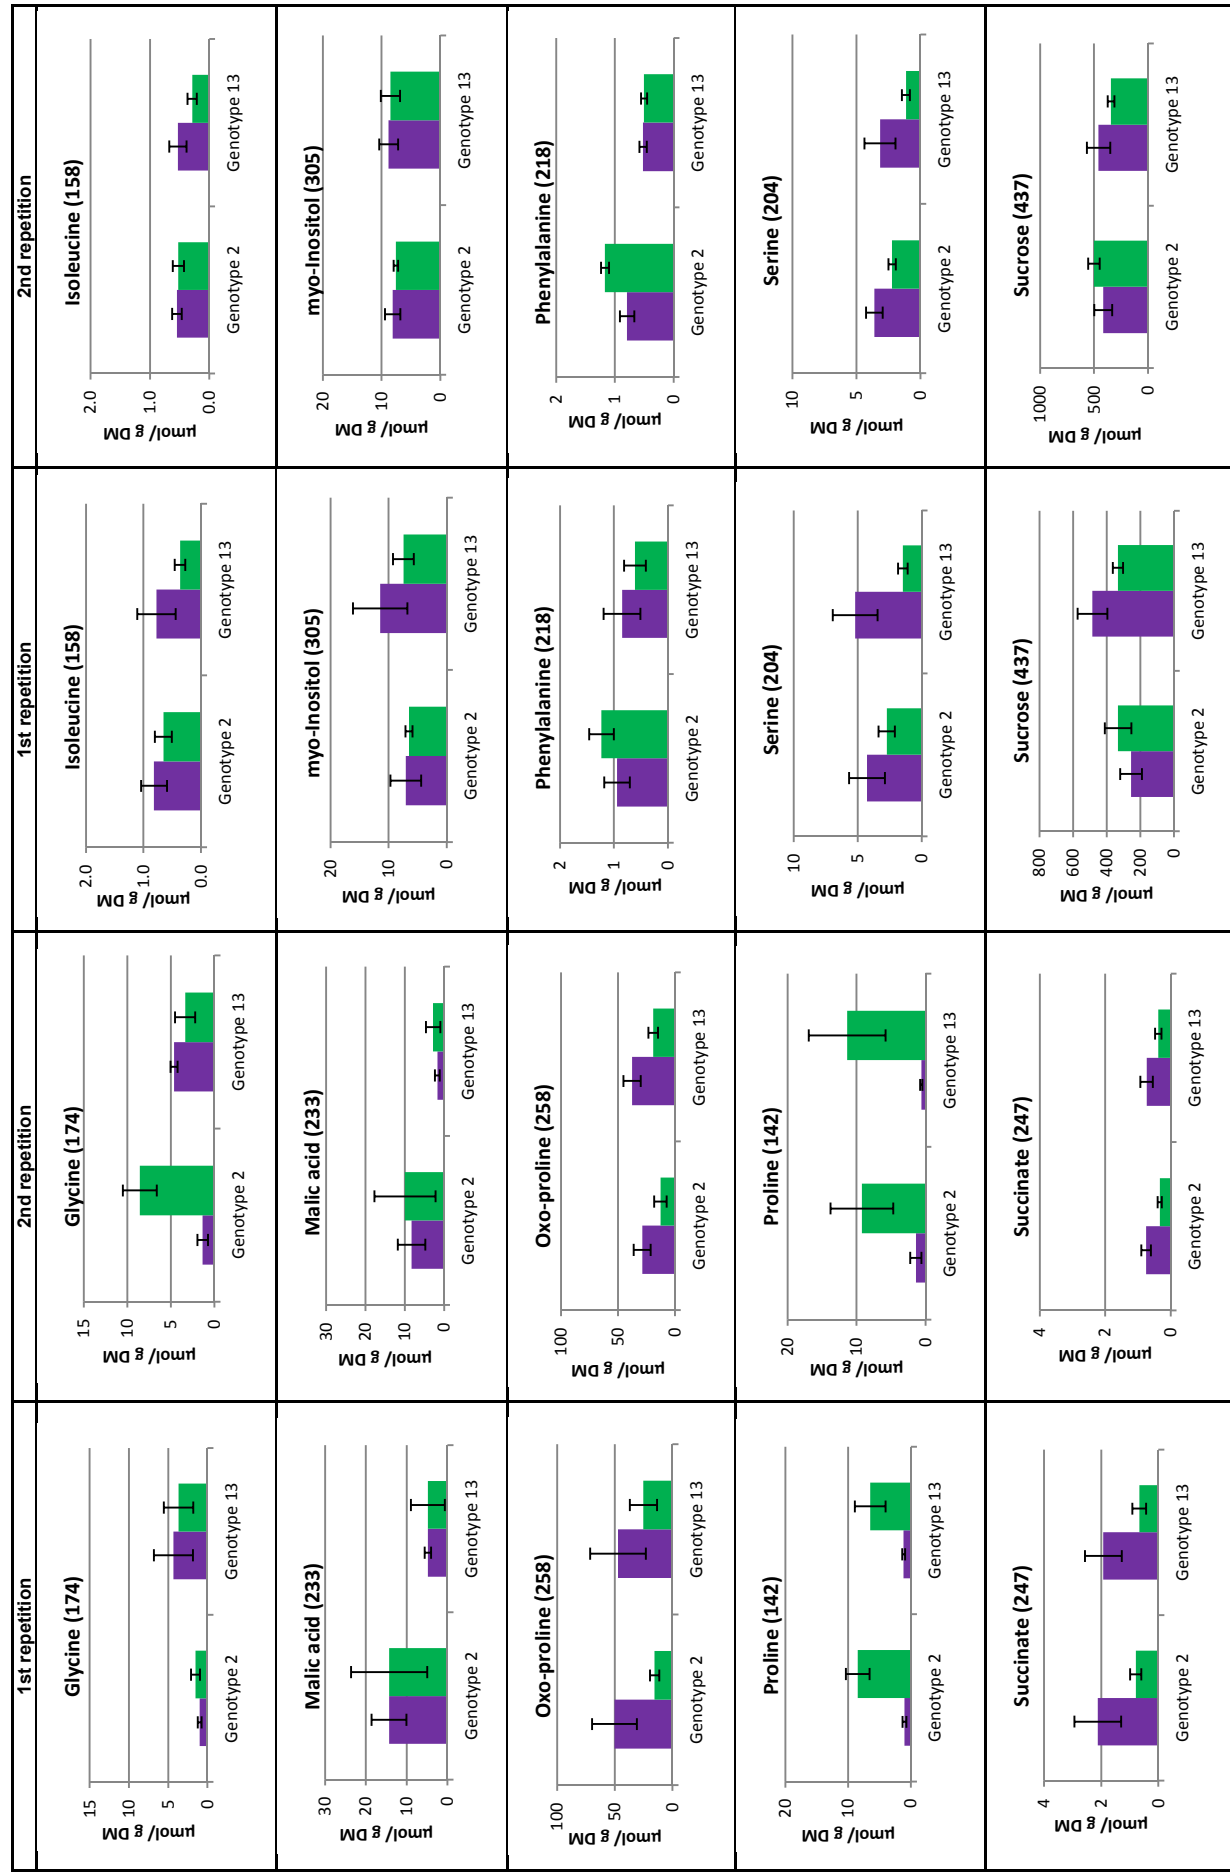 1st repetition
2nd repetition
1st repetition
2nd repetition
Glycine (174)
µmol/g DM
15
10
5
0
Genotype 2
Genotype 13
Glycine (174)
µmol/g DM
15
10
5
0
Genotype 2
Genotype 13
Isoleucine (158)
µmol/g DM
2.0
1.0
0.0
Genotype 2
Genotype 13
Isoleucine (158)
µmol/g DM
2.0
1.0
0.0
Genotype 2
Genotype 13
Malic acid (233)
µmol/g DM
30
20
10
0
Genotype 2
Genotype 13
Malic acid (233)
µmol/g DM
30
20
10
0
Genotype 2
Genotype 13
myo-Inositol (305)
µmol/g DM
20
10
0
Genotype 2
Genotype 13
myo-Inositol (305)
µmol/g DM
20
10
0
Genotype 2
Genotype 13
Oxo-proline (258)
µmol/g DM
100
50
0
Genotype 2
Genotype 13
Oxo-proline (258)
µmol/g DM
100
50
0
Genotype 2
Genotype 13
Phenylalanine (218)
µmol/g DM
2
1
0
Genotype 2
Genotype 13
Phenylalanine (218)
µmol/g DM
2
1
0
Genotype 2
Genotype 13
Proline (142)
µmol/g DM
20
10
0
Genotype 2
Genotype 13
Proline (142)
µmol/g DM
20
10
0
Genotype 2
Genotype 13
Serine (204)
µmol/g DM
10
5
0
Genotype 2
Genotype 13
Serine (204)
µmol/g DM
10
5
0
Genotype 2
Genotype 13
Succinate (247)
µmol/g DM
4
2
0
Genotype 2
Genotype 13
Succinate (247)
µmol/g DM
4
2
0
Genotype 2
Genotype 13
Sucrose (437)
µmol/g DM
800
600
400
200
0
Genotype 2
Genotype 13
Sucrose (437)
µmol/g DM
1000
500
0
Genotype 2
Genotype 13